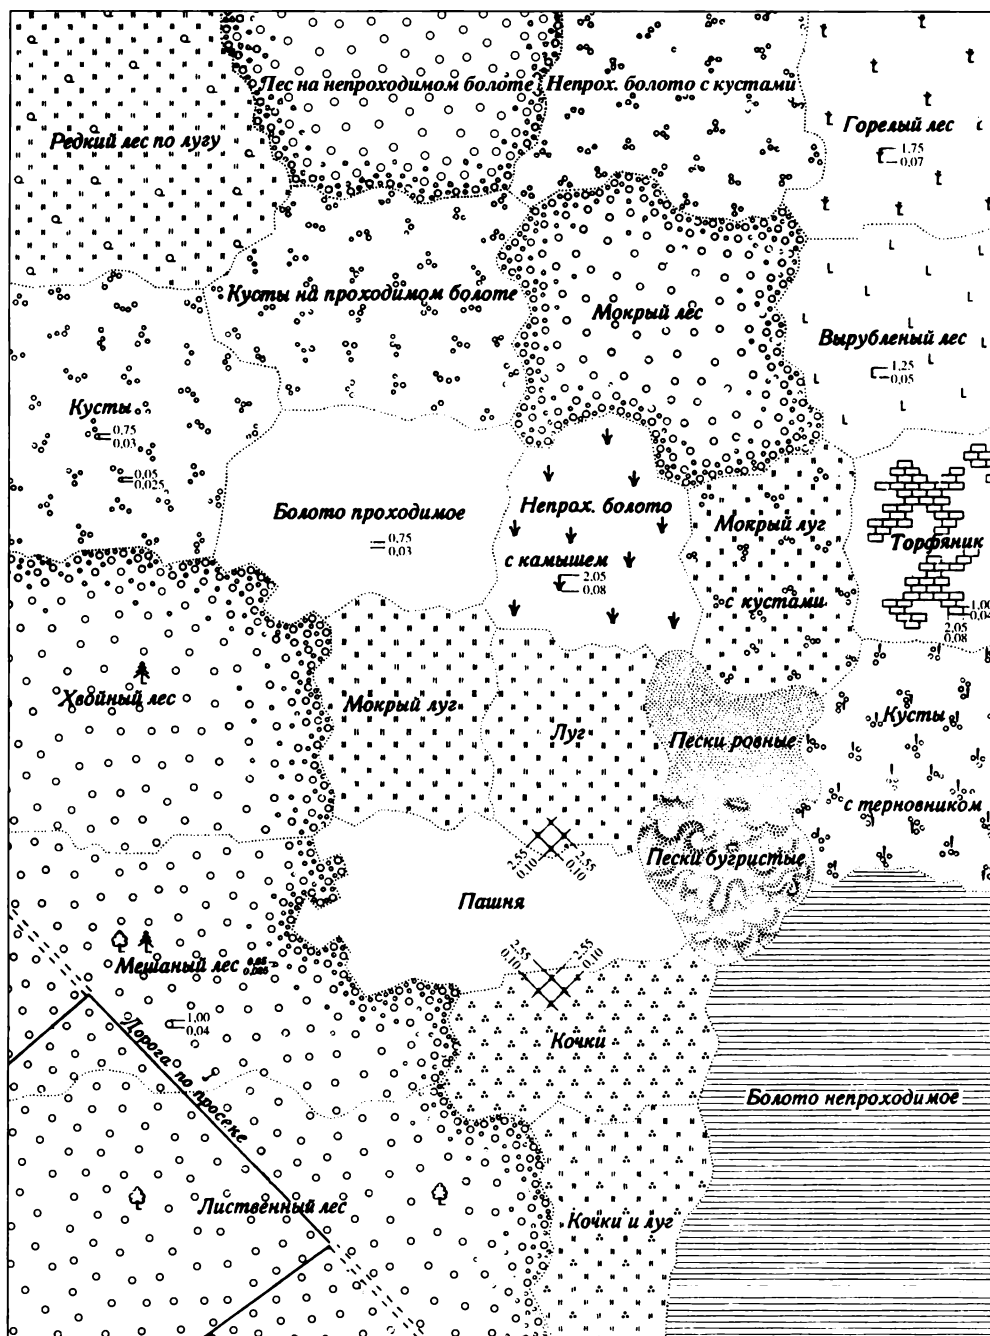 Лес на непроходимом болоте
Непрох. болото с кустами
Редкий лес по лугу
Горелый лес
1,75
0,07
Кусты на проходимом болоте
Мокрый лес
Вырубленый лес
1,25
0,05
Кусты
0,75
0,03
0,05
0,025
Болото проходимое
0,75
0,03
Непрох. болото
с камышем
2,05
0,08
Мокрый луг
с кустами
Торфяник
1,00
0,04
2,05
0,08
Хвойный лес
Мокрый луг
Луг
Пески ровные
Кусты
с терновником
2,55
0,10
2,55
0,10
Пески бугристые
Пашня
2,55
0,10
2,55
0,10
Мешаный лес
1,00
0,04
Дорога по просеке
Кочки
Болото непроходимое
Лиственный лес
Кочки и луг